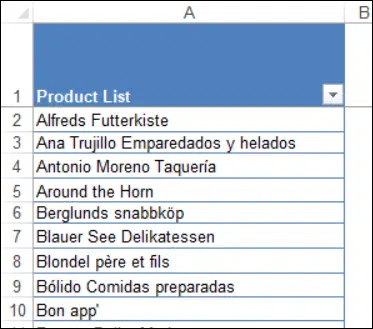 A B
1 Product List
2 Alfreds Futterkiste
3 Ana Trujillo Emparedados y helados
4 Antonio Moreno Taquería
5 Around the Horn
6 Berglunds snabbköp
7 Blauer See Delikatessen
8 Blondel père et fils
9 Bólido Comidas preparadas
10 Bon app'